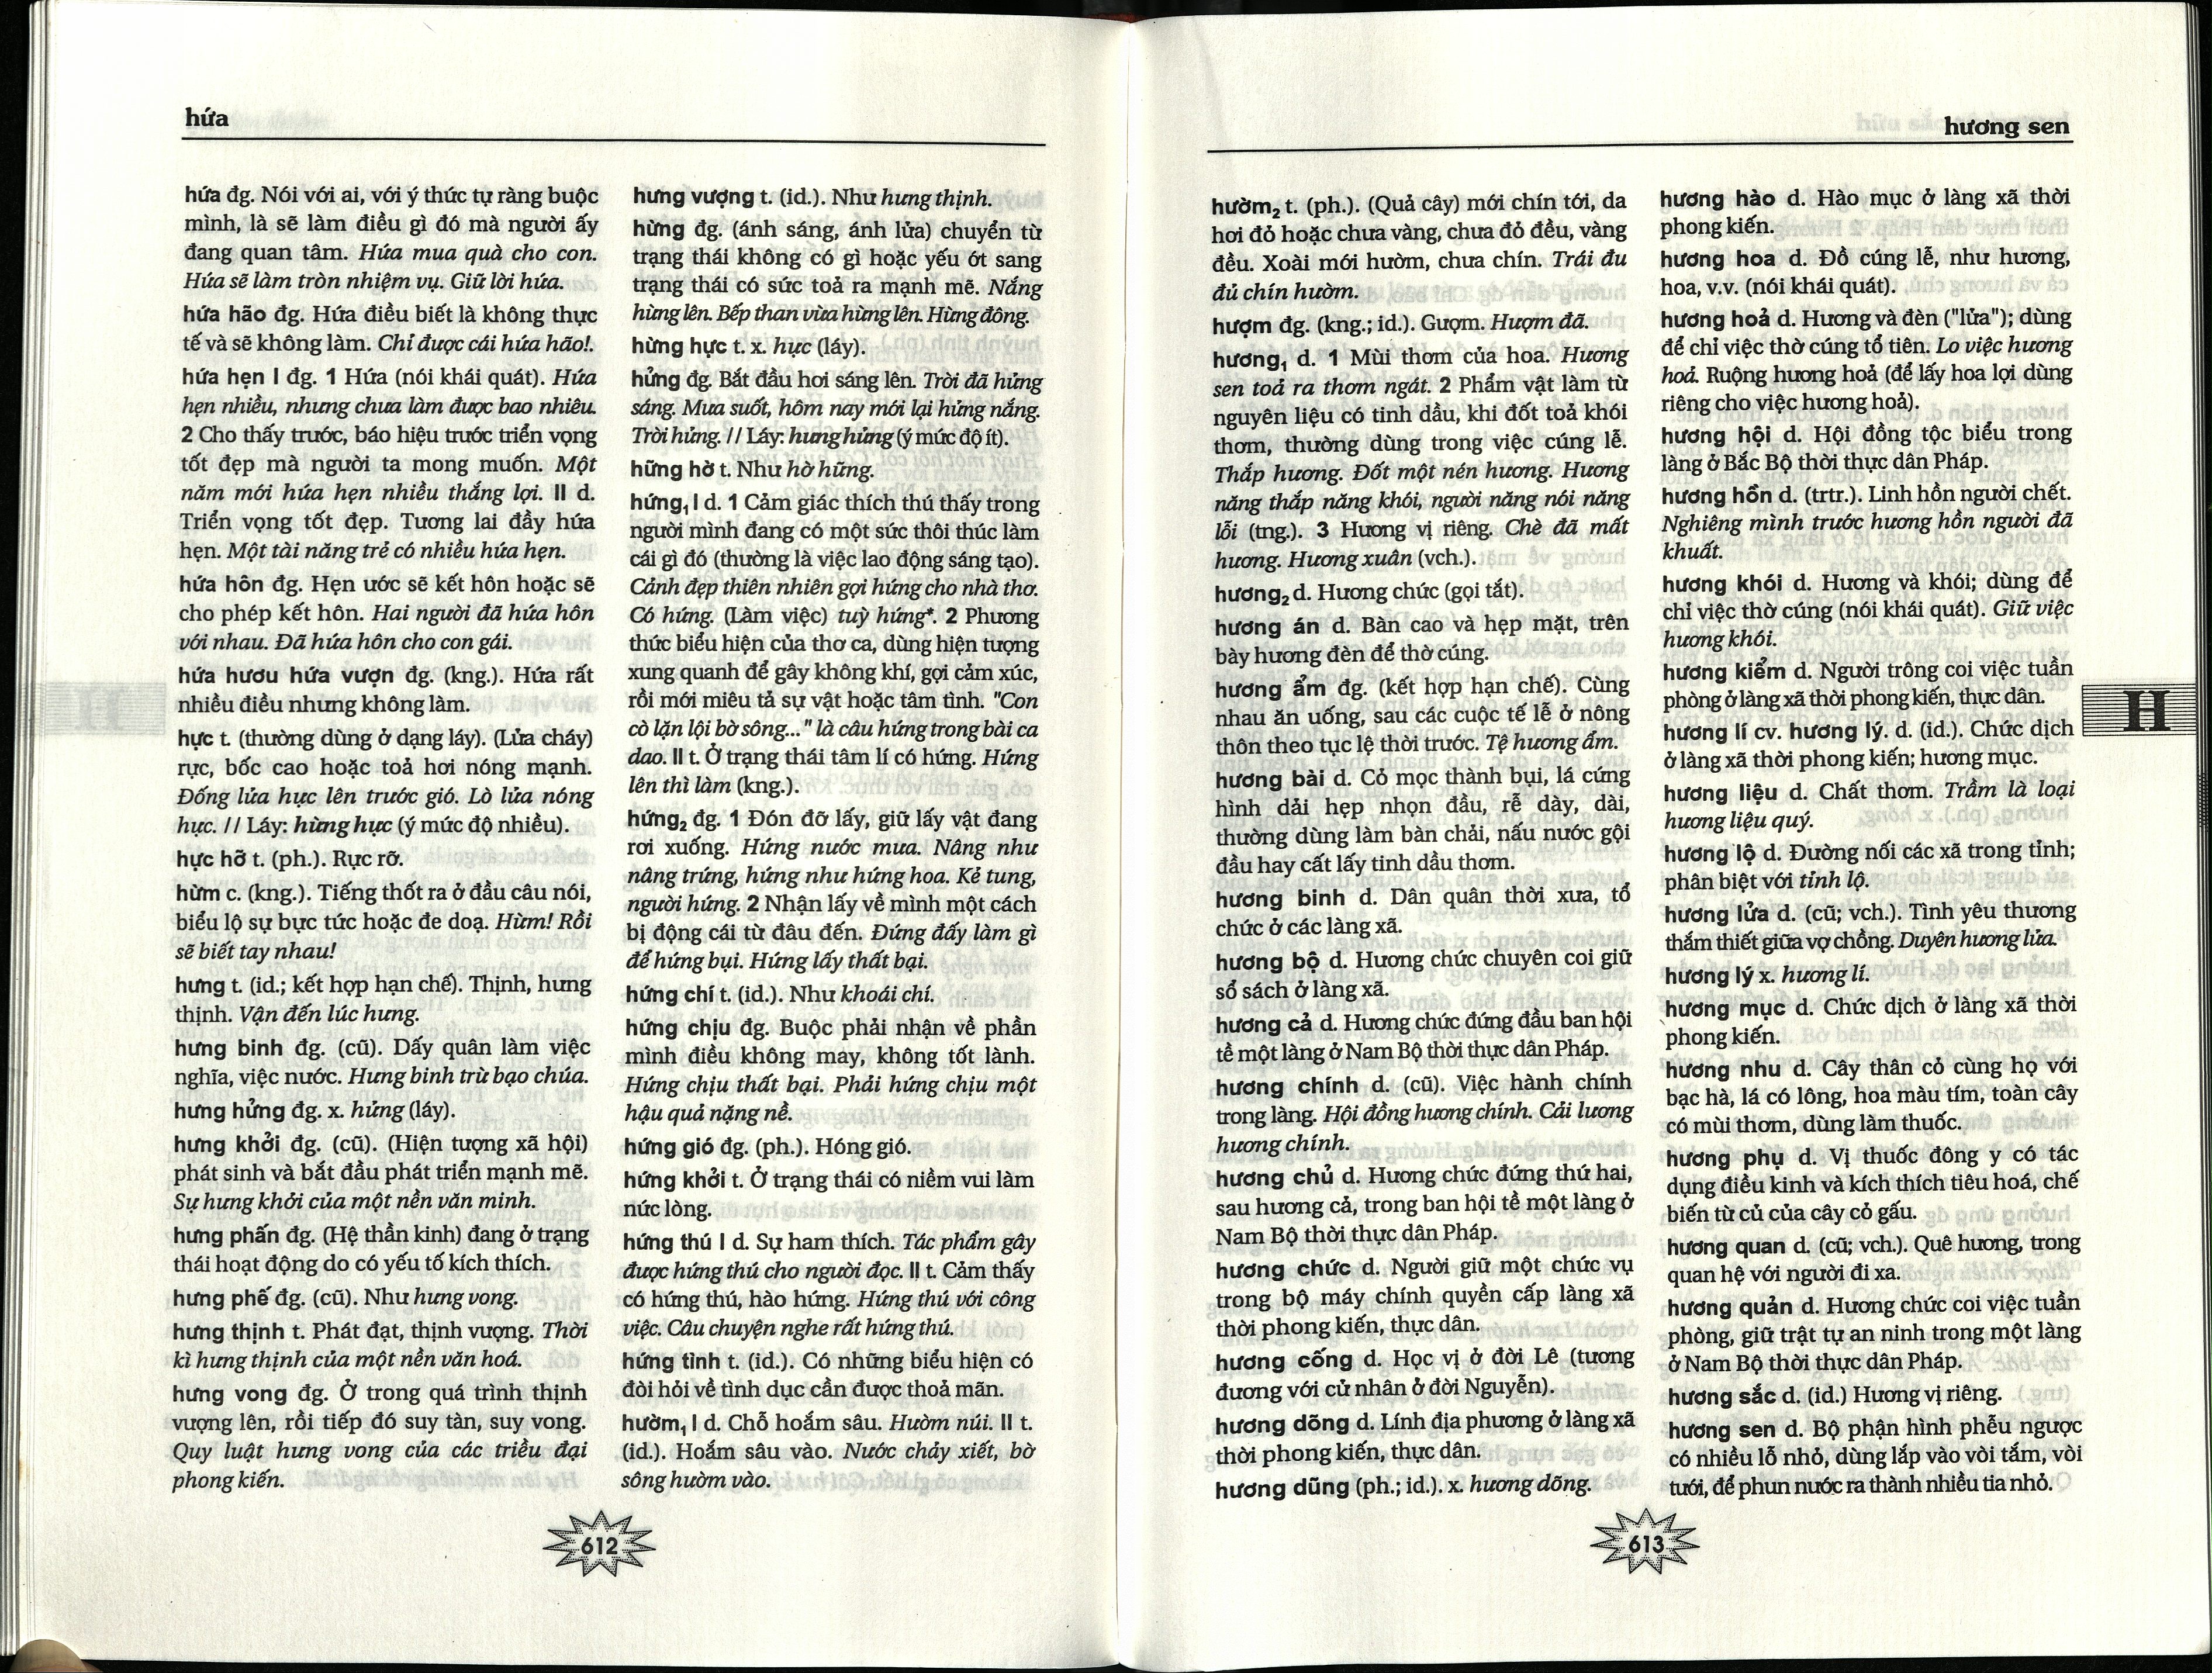 hứa
hứa đg. Nói với ai, với ý thức tự ràng buộc
mình, là sẽ làm điều gì đó mà người ấy
đang quan tâm. Hứa mua quà cho con.
Hứa sẽ làm tròn nhiệm vụ. Giữ lời hứa.
hứa hão đg. Hứa điều biết là không thực
tế và sẽ không làm. Chỉ được cái hứa hão!.
hứa hẹn I đg. 1 Hứa (nói khái quát). Hứa
hẹn nhiều, nhưng chưa làm được bao nhiêu.
2 Cho thấy trước, báo hiệu trước triển vọng
tốt đẹp mà người ta mong muốn. Một
năm mới hứa hẹn nhiều thắng lợi. II d.
Triển vọng tốt đẹp. Tương lai đầy hứa
hẹn. Một tài năng trẻ có nhiều hứa hẹn.
hứa hôn đg. Hẹn ước sẽ kết hôn hoặc sẽ
cho phép kết hôn. Hai người đã hứa hôn
với nhau. Đã hứa hôn cho con gái.
hứa hươu hứa vượn đg. (kng.). Hứa rất
nhiều điều nhưng không làm.
hực t. (thường dùng ở dạng láy). (Lửa cháy)
rực, bốc cao hoặc toả hơi nóng mạnh.
Đống lửa hực lên trước gió. Lò lửa nóng
hực. // Láy: hừng hực (ý mức độ nhiều).
hực hỡ t. (ph.). Rực rỡ.
hừm c. (kng.). Tiếng thốt ra ở đầu câu nói,
biểu lộ sự bực tức hoặc đe doạ. Hừm! Rồi
sẽ biết tay nhau!
hưng t. (id.; kết hợp hạn chế). Thịnh, hưng
thịnh. Vận đến lúc hưng.
hưng binh đg. (cũ). Dấy quân làm việc
nghĩa, việc nước. Hưng binh trừ bạo chúa.
hưng hửng đg. x. hửng (láy).
hưng khởi đg. (cũ). (Hiện tượng xã hội)
phát sinh và bắt đầu phát triển mạnh mẽ.
Sự hưng khởi của một nền văn minh.
hưng phấn đg. (Hệ thần kinh) đang ở trạng
thái hoạt động do có yếu tố kích thích.
hưng phế đg. (cũ). Như hưng vong.
hưng thịnh t. Phát đạt, thịnh vượng. Thời
kì hưng thịnh của một nền văn hoá.
hưng vong đg. Ở trong quá trình thịnh
vượng lên, rồi tiếp đó suy tàn, suy vong.
Quy luật hưng vong của các triều đại
phong kiến.
hưng vượng t. (id.). Như hưng thịnh.
hừng đg. (ánh sáng, ánh lửa) chuyển từ
trạng thái không có gì hoặc yếu ớt sang
trạng thái có sức toả ra mạnh mẽ. Nắng
hừng lên. Bếp than vừa hừng lên. Hừng đông.
hừng hực t. x. hực (láy).
hửng đg. Bắt đầu hơi sáng lên. Trời đã hửng
sáng. Mưa suốt, hôm nay mới lại hửng nắng.
Trời hửng. // Láy: hưng hửng (ý mức độ ít).
hững hờ t. Như hờ hững.
hứng₁ I d. 1 Cảm giác thích thú thấy trong
người mình đang có một sức thôi thúc làm
cái gì đó (thường là việc lao động sáng tạo).
Cảnh đẹp thiên nhiên gợi hứng cho nhà thơ.
Có hứng. (Làm việc) tuỳ hứng*. 2 Phương
thức biểu hiện của thơ ca, dùng hiện tượng
xung quanh để gây không khí, gợi cảm xúc,
rồi mới miêu tả sự vật hoặc tâm tình. "Con
cò lặn lội bờ sông..." là câu hứng trong bài ca
dao. II t. Ở trạng thái tâm lí có hứng. Hứng
lên thì làm (kng.).
hứng₂ đg. 1 Đón đỡ lấy, giữ lấy vật đang
rơi xuống. Hứng nước mưa. Nâng như
nâng trứng, hứng như hứng hoa. Kẻ tung,
người hứng. 2 Nhận lấy về mình một cách
bị động cái từ đâu đến. Đứng đấy làm gì
để hứng bụi. Hứng lấy thất bại.
hứng chí t. (id.). Như khoái chí.
hứng chịu đg. Buộc phải nhận về phần
mình điều không may, không tốt lành.
Hứng chịu thất bại. Phải hứng chịu một
hậu quả nặng nề.
hứng gió đg. (ph.). Hóng gió.
hứng khởi t. Ở trạng thái có niềm vui làm
nức lòng.
hứng thú I d. Sự ham thích. Tác phẩm gây
được hứng thú cho người đọc. II t. Cảm thấy
có hứng thú, hào hứng. Hứng thú với công
việc. Câu chuyện nghe rất hứng thú.
hứng tình t. (id.). Có những biểu hiện có
đòi hỏi về tình dục cần được thoả mãn.
hườm₁ I d. Chỗ hoắm sâu. Hườm núi. II t.
(id.). Hoắm sâu vào. Nước chảy xiết, bờ
sông hườm vào.
612
hương sen
hườm₂ t. (ph.). (Quả cây) mới chín tới, da
hơi đỏ hoặc chưa vàng, chưa đỏ đều, vàng
đều. Xoài mới hườm, chưa chín. Trái đu
đủ chín hườm.
hượm đg. (kng.; id.). Gượm. Hượm đã.
hương₁ d. 1 Mùi thơm của hoa. Hương
sen toả ra thơm ngát. 2 Phẩm vật làm từ
nguyên liệu có tinh dầu, khi đốt toả khói
thơm, thường dùng trong việc cúng lễ.
Thắp hương. Đốt một nén hương. Hương
năng thắp năng khói, người năng nói năng
lỗi (tng.). 3 Hương vị riêng. Chè đã mất
hương. Hương xuân (vch.).
hương₂ d. Hương chức (gọi tắt).
hương án d. Bàn cao và hẹp mặt, trên
bày hương đèn để thờ cúng.
hương ẩm đg. (kết hợp hạn chế). Cùng
nhau ăn uống, sau các cuộc tế lễ ở nông
thôn theo tục lệ thời trước. Tệ hương ẩm.
hương bài d. Cỏ mọc thành bụi, lá cứng
hình dải hẹp nhọn đầu, rễ dày, dài,
thường dùng làm bàn chải, nấu nước gội
đầu hay cất lấy tinh dầu thơm.
hương binh d. Dân quân thời xưa, tổ
chức ở các làng xã.
hương bộ d. Hương chức chuyên coi giữ
sổ sách ở làng xã.
hương cả d. Hương chức đứng đầu ban hội
tề một làng ở Nam Bộ thời thực dân Pháp.
hương chính d. (cũ). Việc hành chính
trong làng. Hội đồng hương chính. Cải lương
hương chính.
hương chủ d. Hương chức đứng thứ hai,
sau hương cả, trong ban hội tề một làng ở
Nam Bộ thời thực dân Pháp.
hương chức d. Người giữ một chức vụ
trong bộ máy chính quyền cấp làng xã
thời phong kiến, thực dân.
hương cống d. Học vị ở đời Lê (tương
đương với cử nhân ở đời Nguyễn).
hương dõng d. Lính địa phương ở làng xã
thời phong kiến, thực dân.
hương dũng (ph.; id.). x. hương dõng.
hương hào d. Hào mục ở làng xã thời
phong kiến.
hương hoa d. Đồ cúng lễ, như hương,
hoa, v.v. (nói khái quát).
hương hoả d. Hương và đèn ("lửa"); dùng
để chỉ việc thờ cúng tổ tiên. Lo việc hương
hoả. Ruộng hương hoả (để lấy hoa lợi dùng
riêng cho việc hương hoả).
hương hội d. Hội đồng tộc biểu trong
làng ở Bắc Bộ thời thực dân Pháp.
hương hồn d. (trtr.). Linh hồn người chết.
Nghiêng mình trước hương hồn người đã
khuất.
hương khói d. Hương và khói; dùng để
chỉ việc thờ cúng (nói khái quát). Giữ việc
hương khói.
hương kiểm d. Người trông coi việc tuần
phòng ở làng xã thời phong kiến, thực dân.
hương lí cv. hương lý. d. (id.). Chức dịch
ở làng xã thời phong kiến; hương mục.
hương liệu d. Chất thơm. Trầm là loại
hương liệu quý.
hương lộ d. Đường nối các xã trong tỉnh;
phân biệt với tỉnh lộ.
hương lửa d. (cũ; vch.). Tình yêu thương
thắm thiết giữa vợ chồng. Duyên hương lửa.
hương lý x. hương lí.
hương mục d. Chức dịch ở làng xã thời
phong kiến.
hương nhu d. Cây thân cỏ cùng họ với
bạc hà, lá có lông, hoa màu tím, toàn cây
có mùi thơm, dùng làm thuốc.
hương phụ d. Vị thuốc đông y có tác
dụng điều kinh và kích thích tiêu hoá, chế
biến từ củ của cây cỏ gấu.
hương quan d. (cũ; vch.). Quê hương, trong
quan hệ với người đi xa.
hương quản d. Hương chức coi việc tuần
phòng, giữ trật tự an ninh trong một làng
ở Nam Bộ thời thực dân Pháp.
hương sắc d. (id.) Hương vị riêng.
hương sen d. Bộ phận hình phễu ngược
có nhiều lỗ nhỏ, dùng lắp vào vòi tắm, vòi
tưới, để phun nước ra thành nhiều tia nhỏ.
H
613